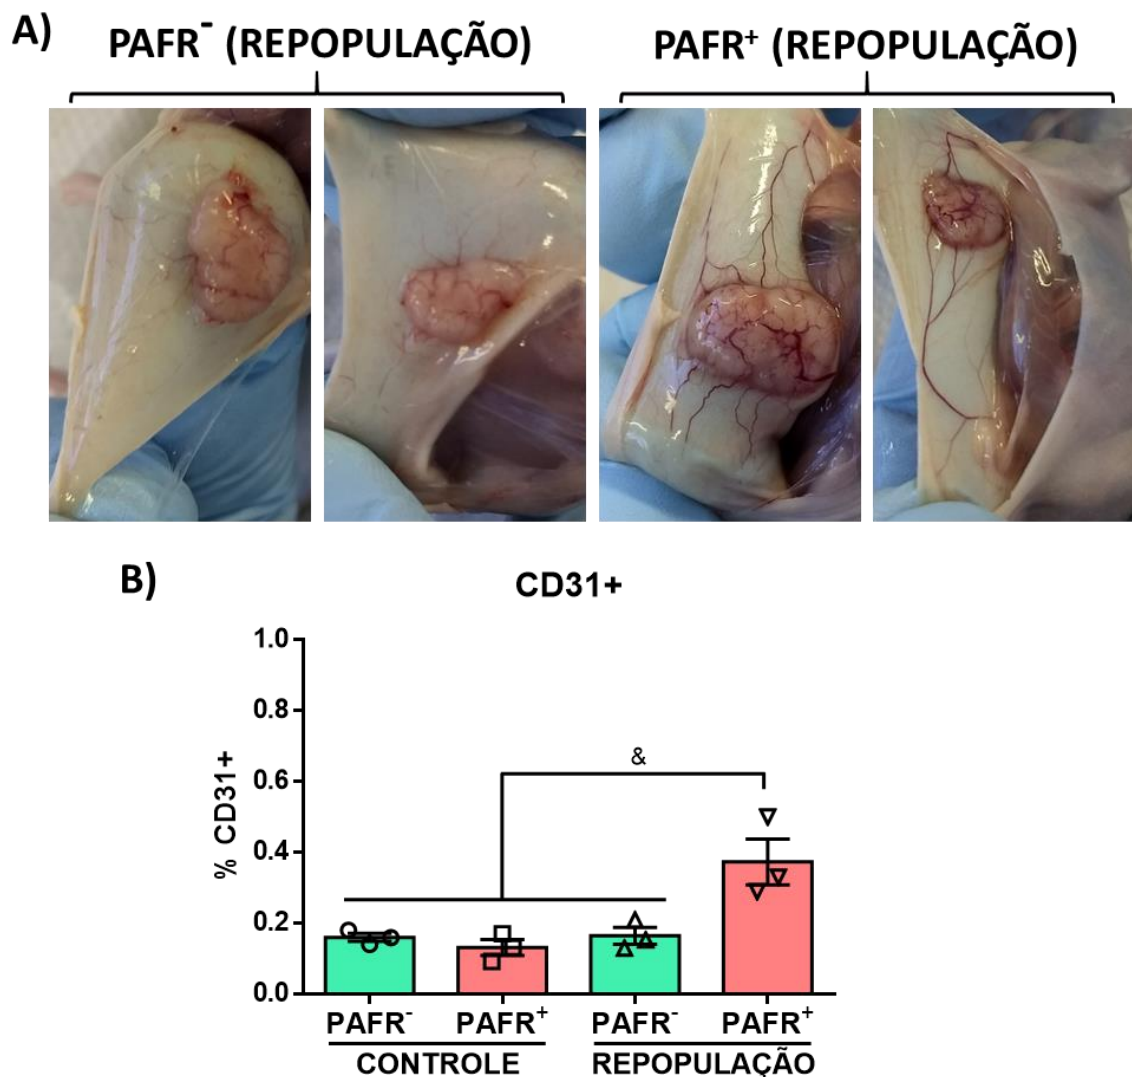 A)
PAFR⁻ (REPOPULAÇÃO)
PAFR⁺ (REPOPULAÇÃO)
B)
CD31+
% CD31+
1.0
0.8
0.6
0.4
0.2
0.0
&
PAFR⁻ PAFR⁺ PAFR⁻ PAFR⁺
CONTROLE REPOPULAÇÃO